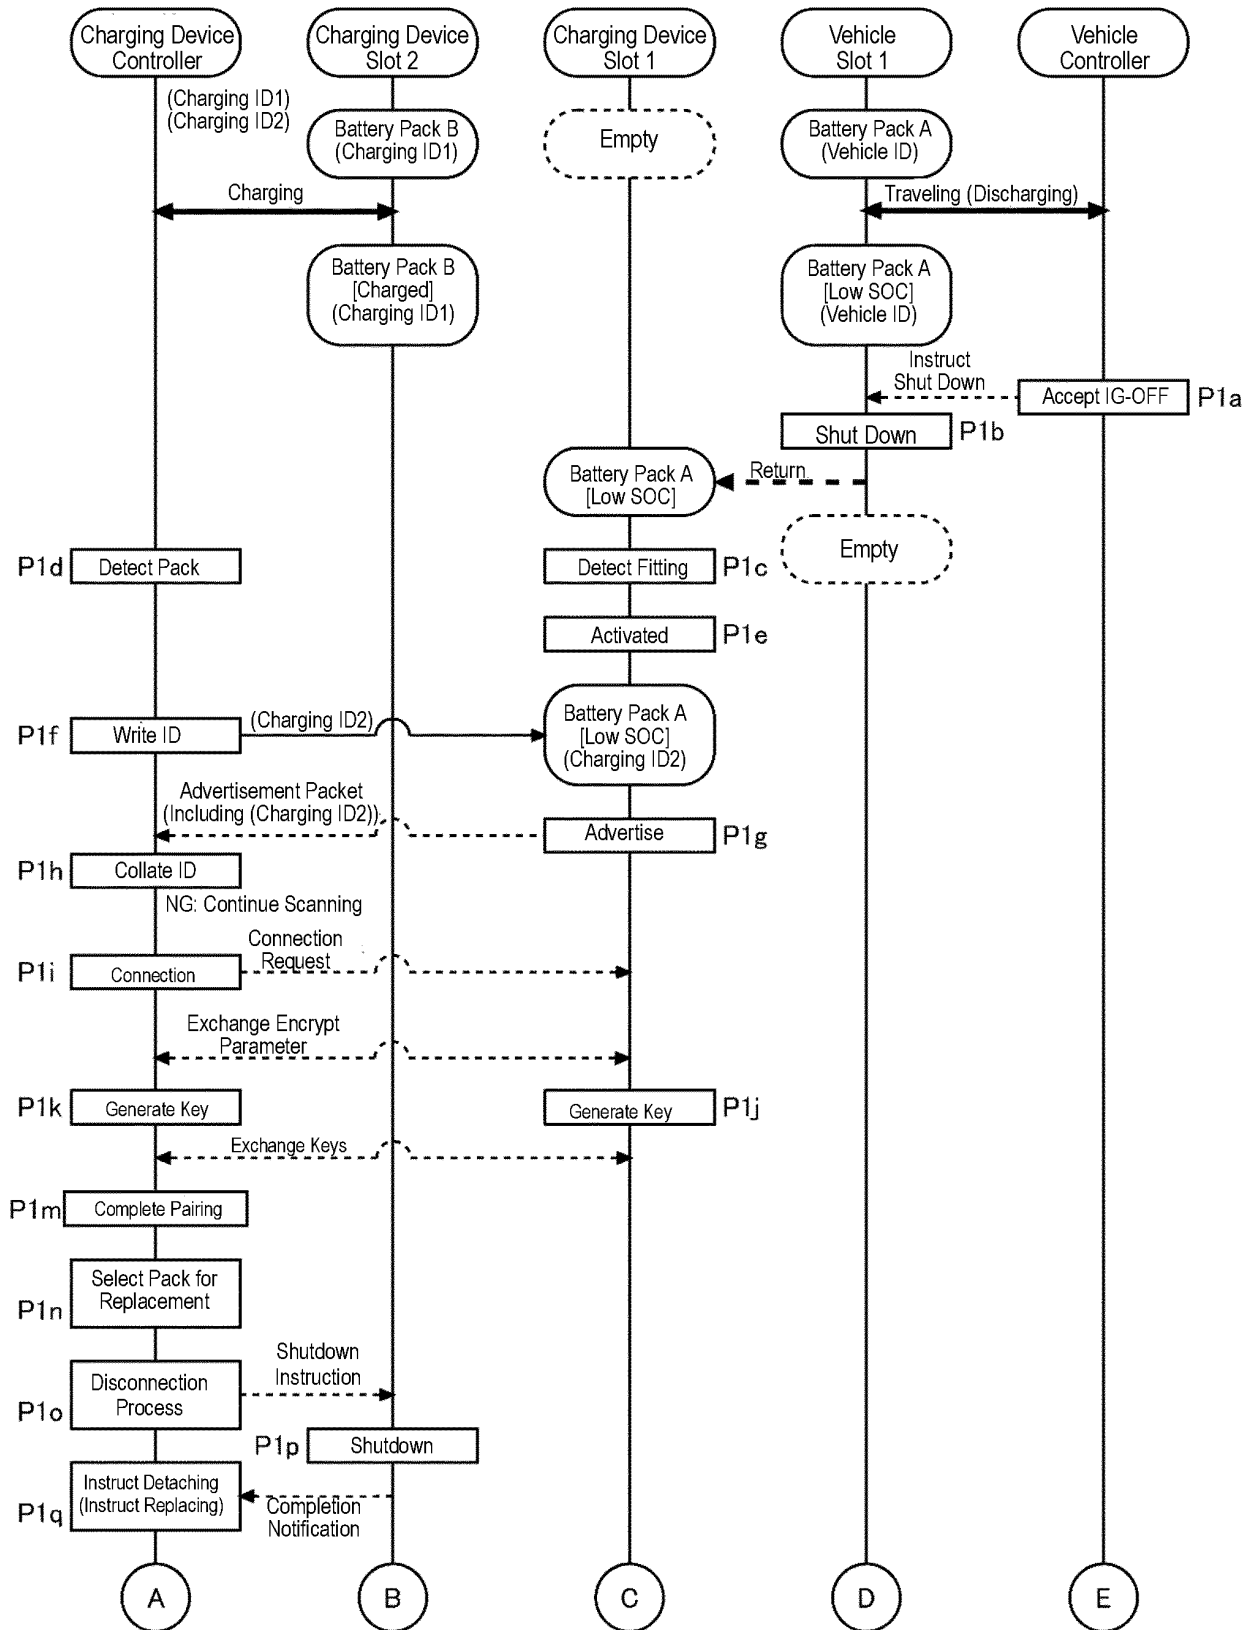 Charging Device
Controller
Charging Device
Slot 2
Charging Device
Slot 1
Vehicle
Slot 1
Vehicle
Controller
(Charging ID1)
(Charging ID2)
Battery Pack B
(Charging ID1)
Empty
Battery Pack A
(Vehicle ID)
Charging
Traveling (Discharging)
Battery Pack B
[Charged]
(Charging ID1)
Battery Pack A
[Low SOC]
(Vehicle ID)
Instruct
Shut Down
Accept IG-OFF
P1a
Shut Down
P1b
Battery Pack A
[Low SOC]
Return
Empty
P1d
Detect Pack
Detect Fitting
P1c
Activated
P1e
P1f
Write ID
(Charging ID2)
Battery Pack A
[Low SOC]
(Charging ID2)
Advertisement Packet
(Including (Charging ID2))
Advertise
P1g
P1h
Collate ID
NG: Continue Scanning
P1i
Connection
Connection
Request
Exchange Encrypt
Parameter
P1k
Generate Key
Generate Key
P1j
Exchange Keys
P1m
Complete Pairing
P1n
Select Pack for
Replacement
P1o
Disconnection
Process
Shutdown
Instruction
P1p
Shutdown
P1q
Instruct Detaching
(Instruct Replacing)
Completion
Notification
A
B
C
D
E